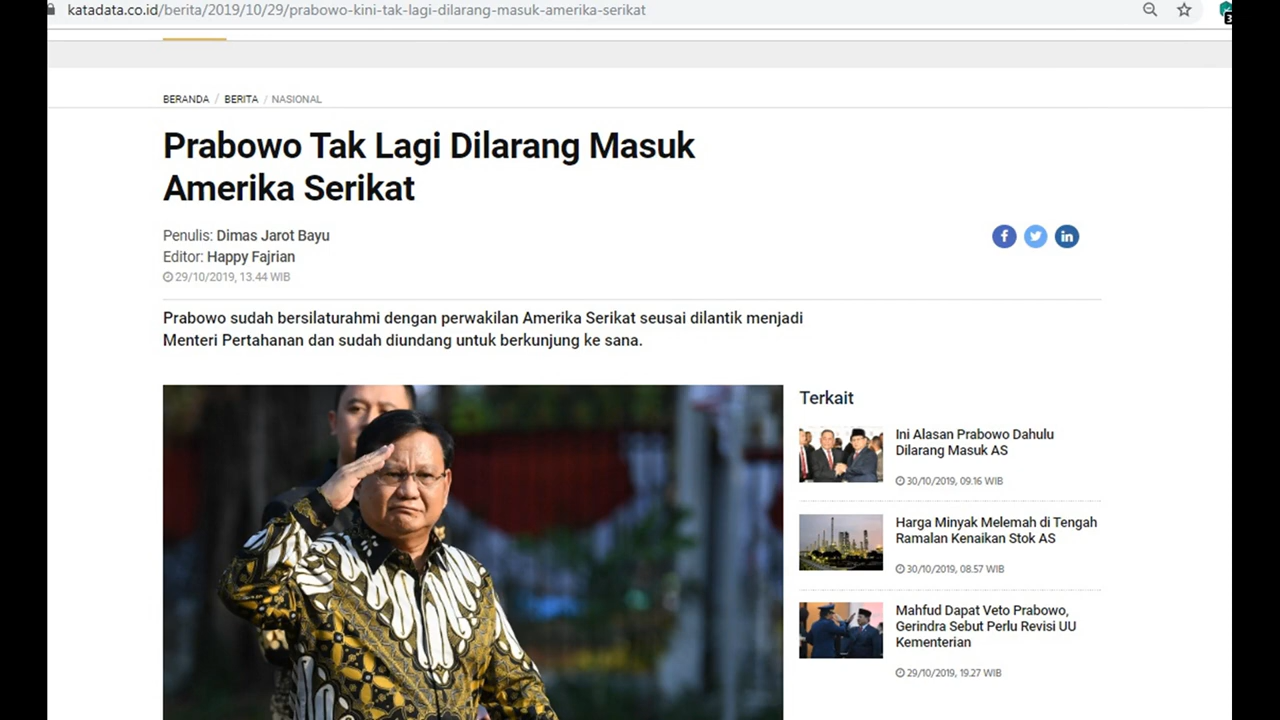 katadata.co.id/berita/2019/10/29/prabowo-kini-tak-lagi-dilarang-masuk-amerika-serikat
3
BERANDA / BERITA / NASIONAL
Prabowo Tak Lagi Dilarang Masuk
Amerika Serikat
Penulis: Dimas Jarot Bayu
Editor: Happy Fajrian
29/10/2019, 13.44 WIB
Prabowo sudah bersilaturahmi dengan perwakilan Amerika Serikat seusai dilantik menjadi
Menteri Pertahanan dan sudah diundang untuk berkunjung ke sana.
Terkait
Ini Alasan Prabowo Dahulu
Dilarang Masuk AS
30/10/2019, 09.16 WIB
Harga Minyak Melemah di Tengah
Ramalan Kenaikan Stok AS
30/10/2019, 08.57 WIB
Mahfud Dapat Veto Prabowo,
Gerindra Sebut Perlu Revisi UU
Kementerian
29/10/2019, 19.27 WIB